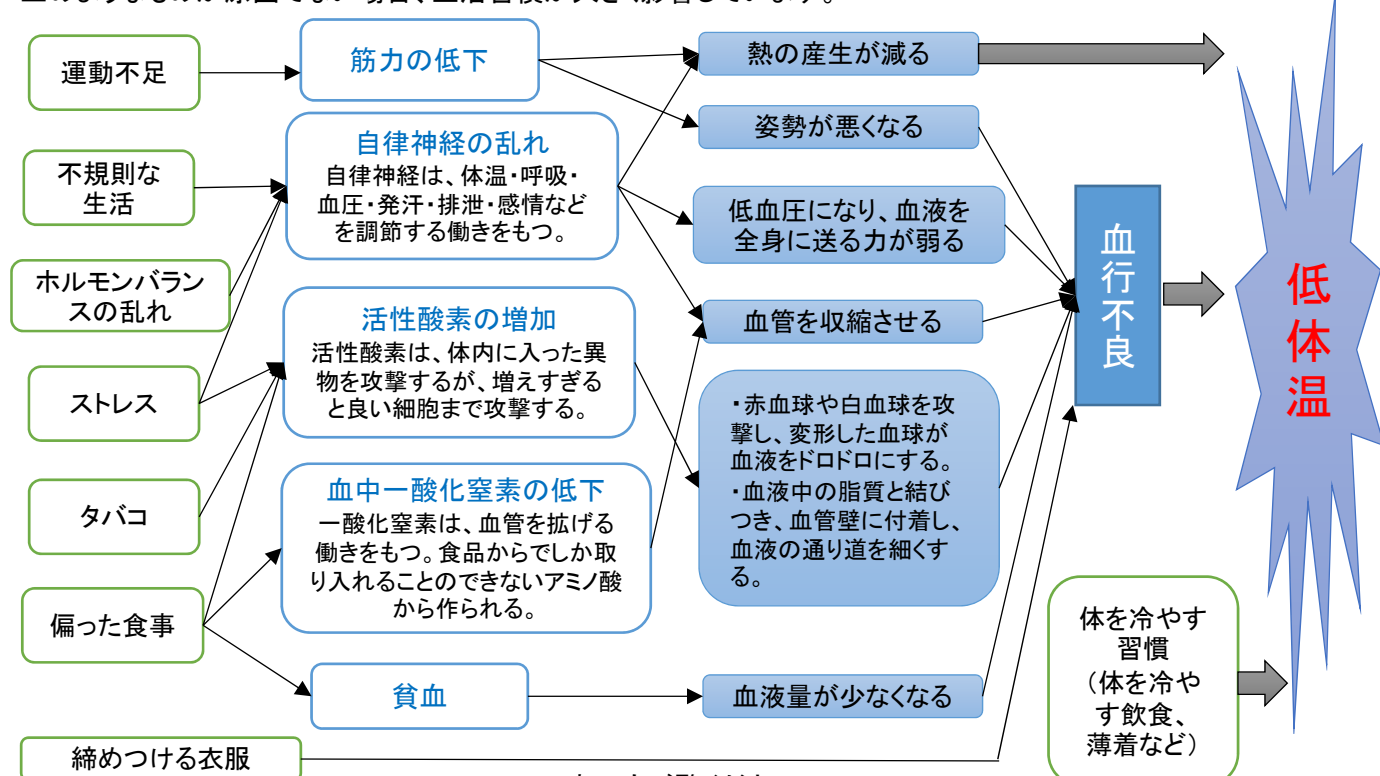 運動不足
筋力の低下
熱の産生が減る
姿勢が悪くなる
不規則な
生活
自律神経の乱れ
自律神経は、体温・呼吸・
血圧・発汗・排泄・感情など
を調節する働きをもつ。
低血圧になり、血液を
全身に送る力が弱る
ホルモンバラン
スの乱れ
活性酸素の増加
活性酸素は、体内に入った異
物を攻撃するが、増えすぎる
と良い細胞まで攻撃する。
血管を収縮させる
血行不良
低体温
ストレス
・赤血球や白血球を攻
撃し、変形した血球が
血液をドロドロにする。
・血液中の脂質と結び
つき、血管壁に付着し、
血液の通り道を細くす
る。
タバコ
血中一酸化窒素の低下
一酸化窒素は、血管を拡げる
働きをもつ。食品からでしか取
り入れることのできないアミノ酸
から作られる。
偏った食事
貧血
血液量が少なくなる
体を冷やす
習慣
（体を冷や
す飲食、
薄着など）
締めつける衣服